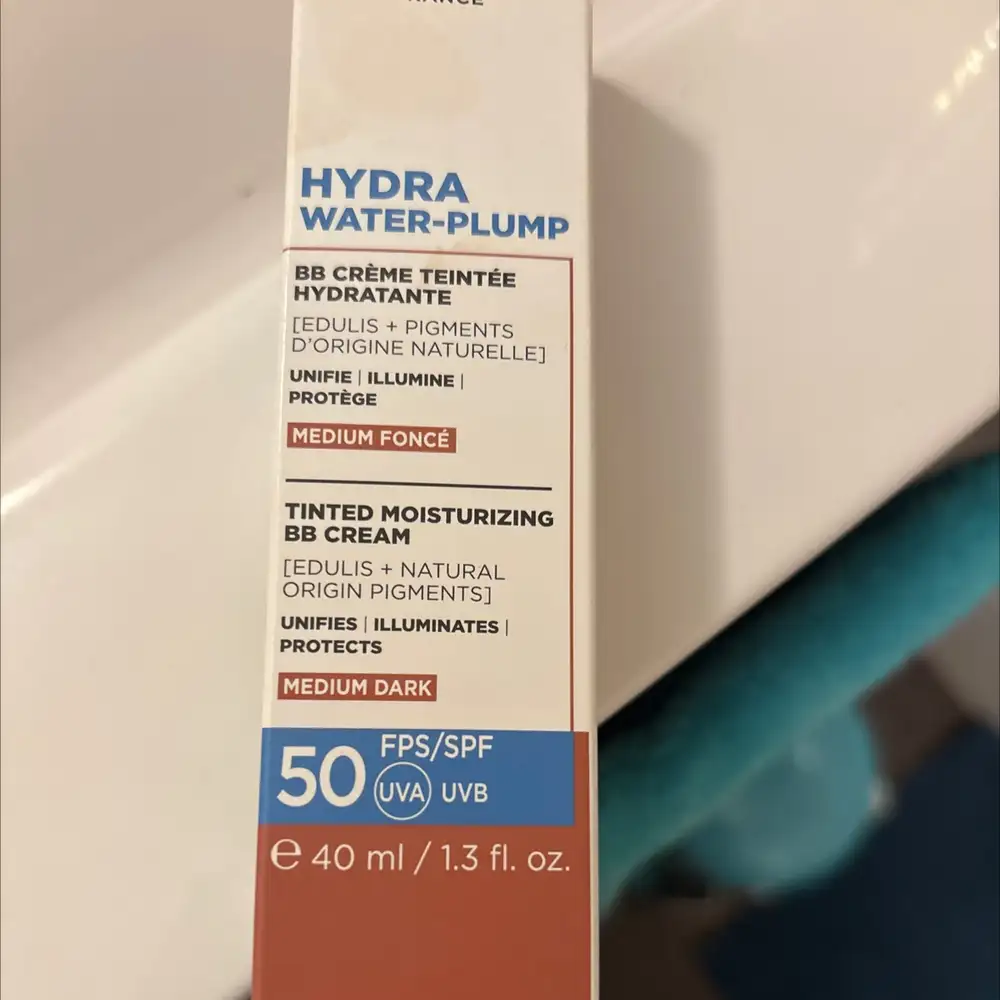 HYDRA
WATER-PLUMP
BB CRÈME TEINTÉE
HYDRATANTE
[EDULIS + PIGMENTS
D'ORIGINE NATURELLE]
UNIFIE | ILLUMINE |
PROTÈGE
MEDIUM FONCÉ
TINTED MOISTURIZING
BB CREAM
[EDULIS + NATURAL
ORIGIN PIGMENTS]
UNIFIES | ILLUMINATES |
PROTECTS
MEDIUM DARK
50 FPS/SPF
UVA UVB
℮ 40 ml / 1.3 fl. oz.